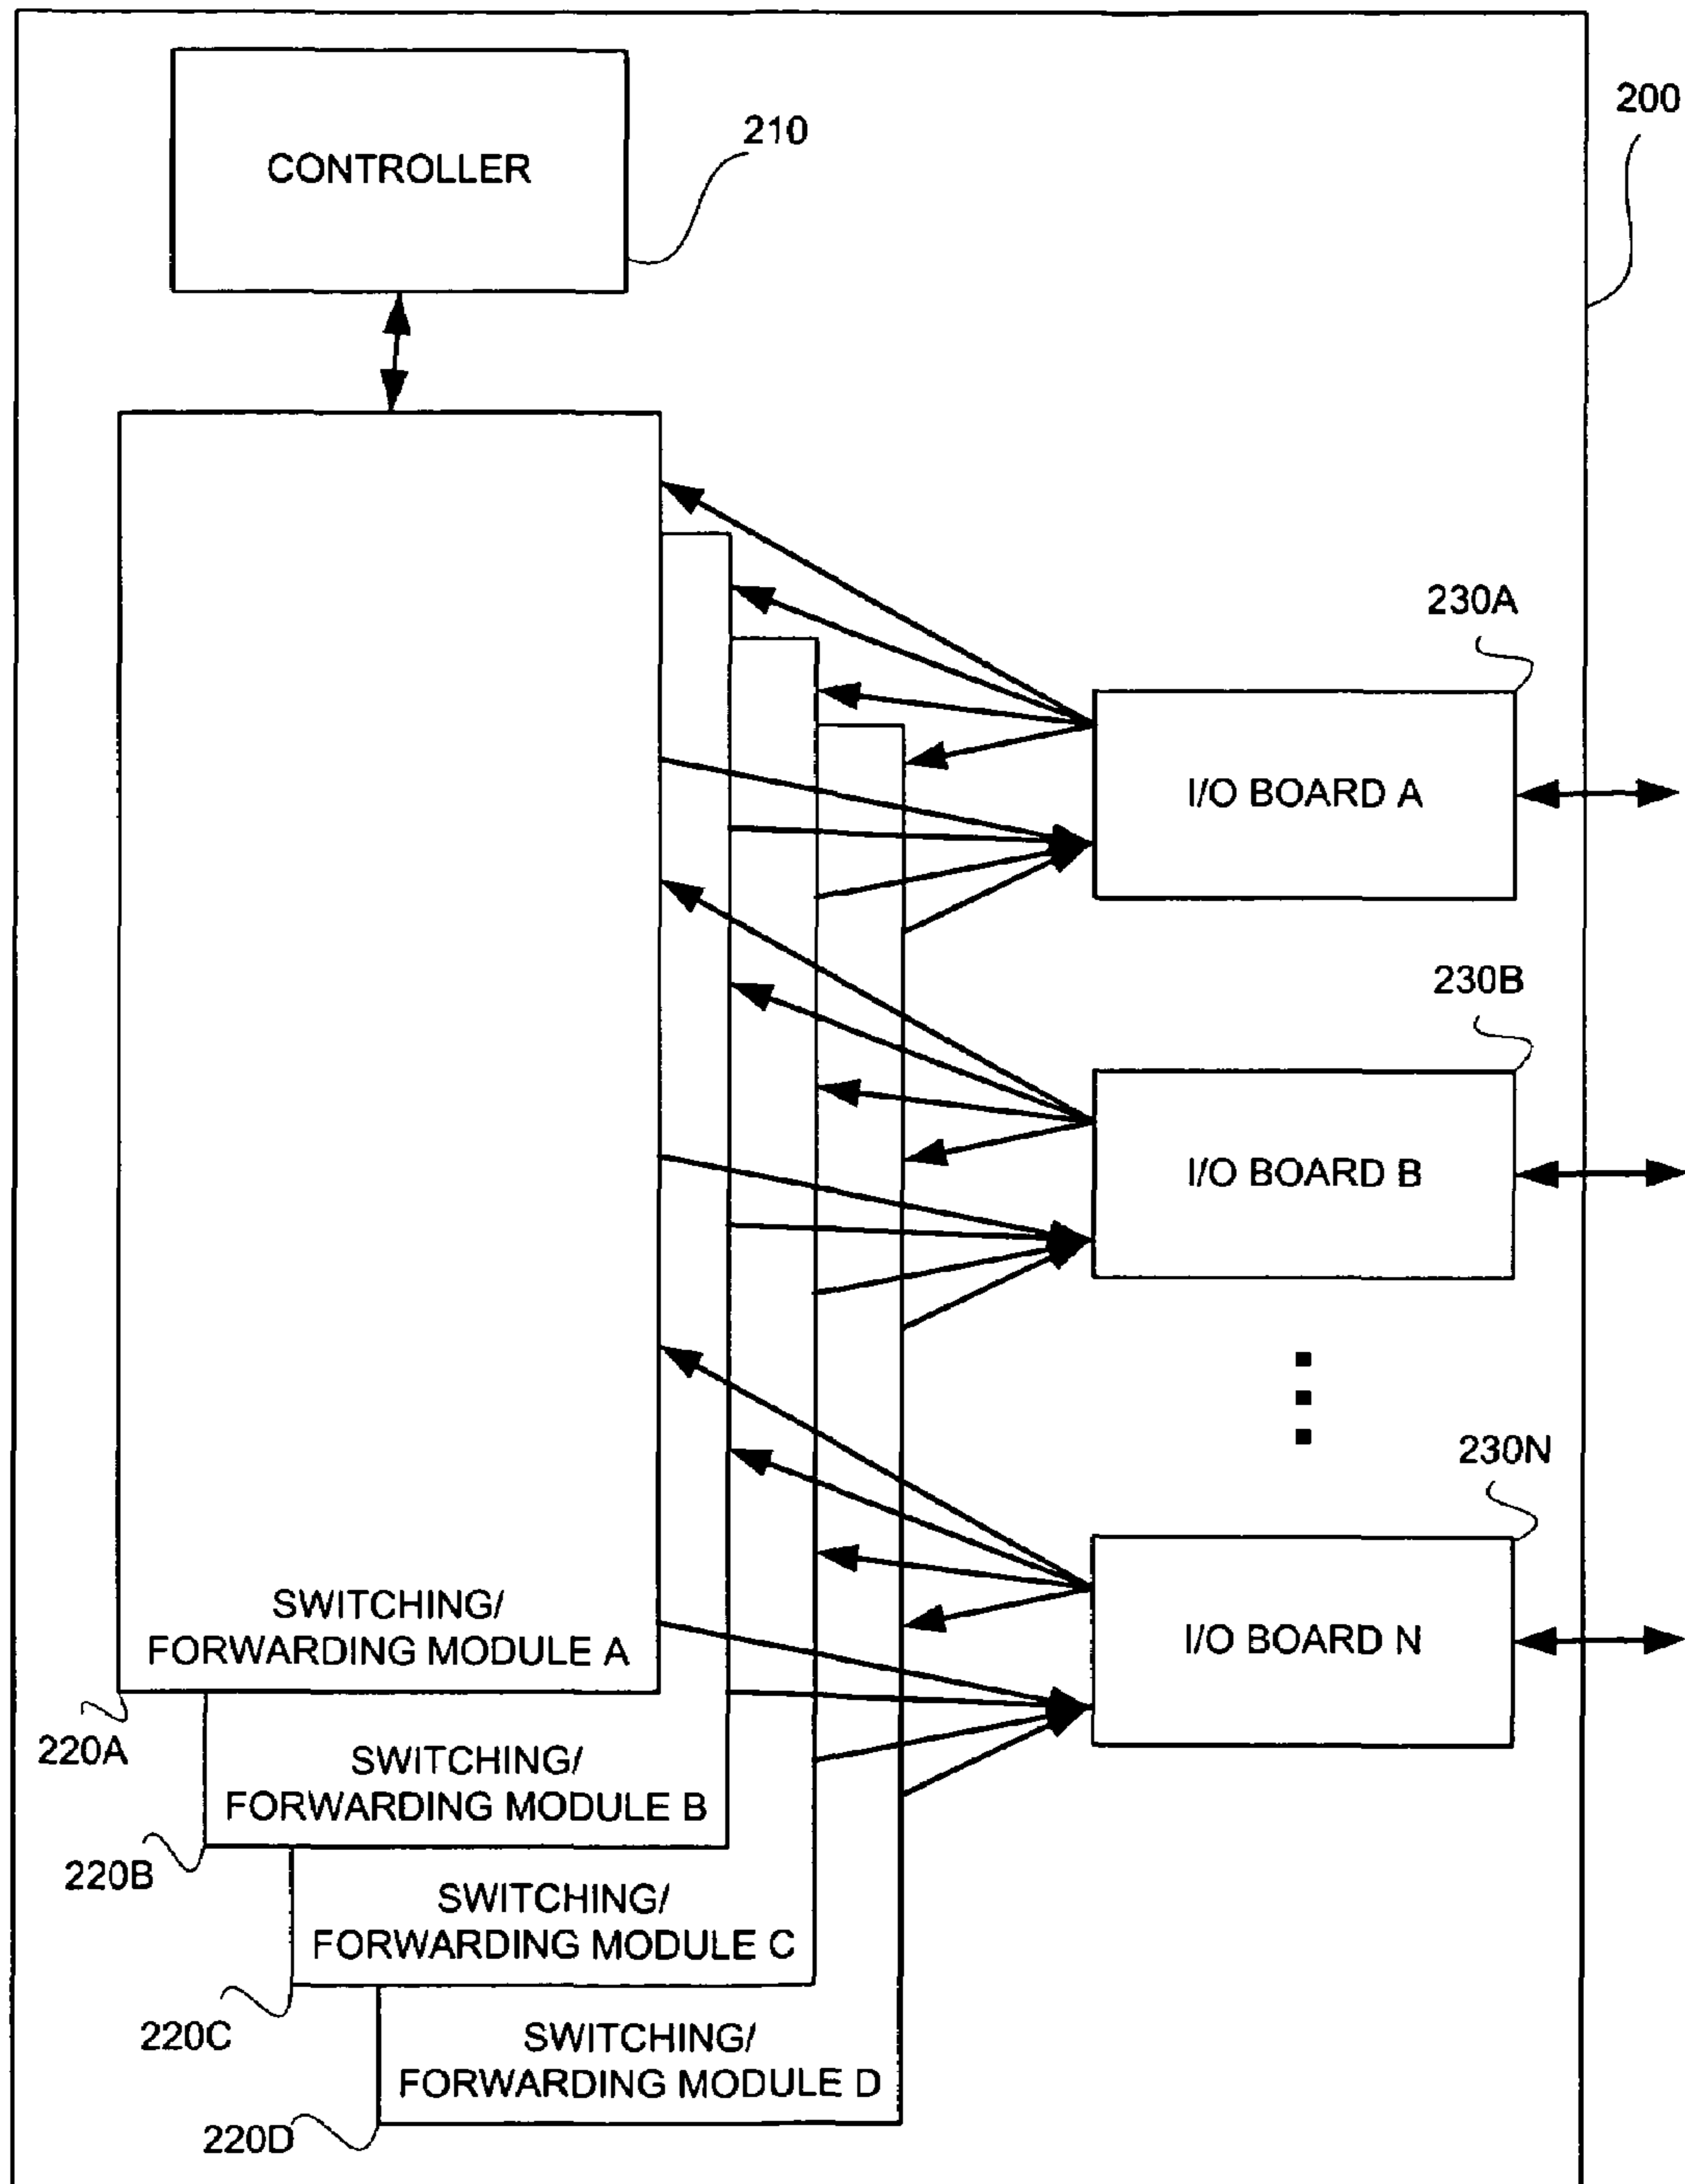 200
210
CONTROLLER
230A
I/O BOARD A
230B
I/O BOARD B
230N
I/O BOARD N
SWITCHING/
FORWARDING MODULE A
220A
SWITCHING/
FORWARDING MODULE B
220B
SWITCHING/
FORWARDING MODULE C
220C
SWITCHING/
FORWARDING MODULE D
220D